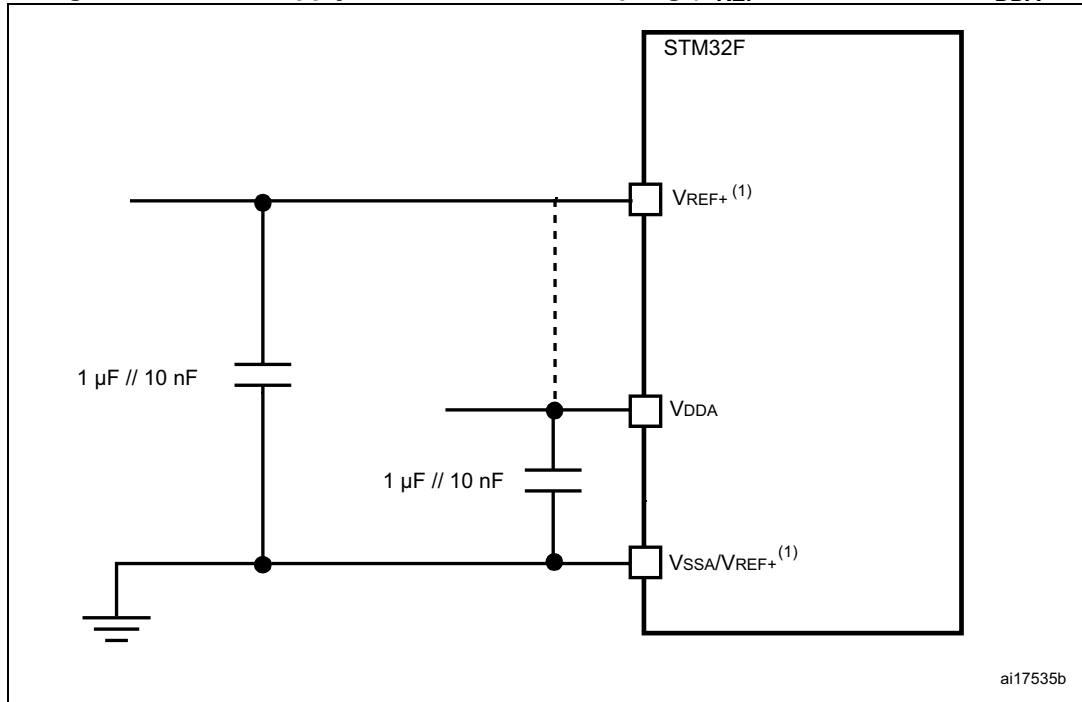 STM32F
VREF+ (1)
1 µF // 10 nF
VDDA
1 µF // 10 nF
VSSA/VREF+ (1)
ai17535b